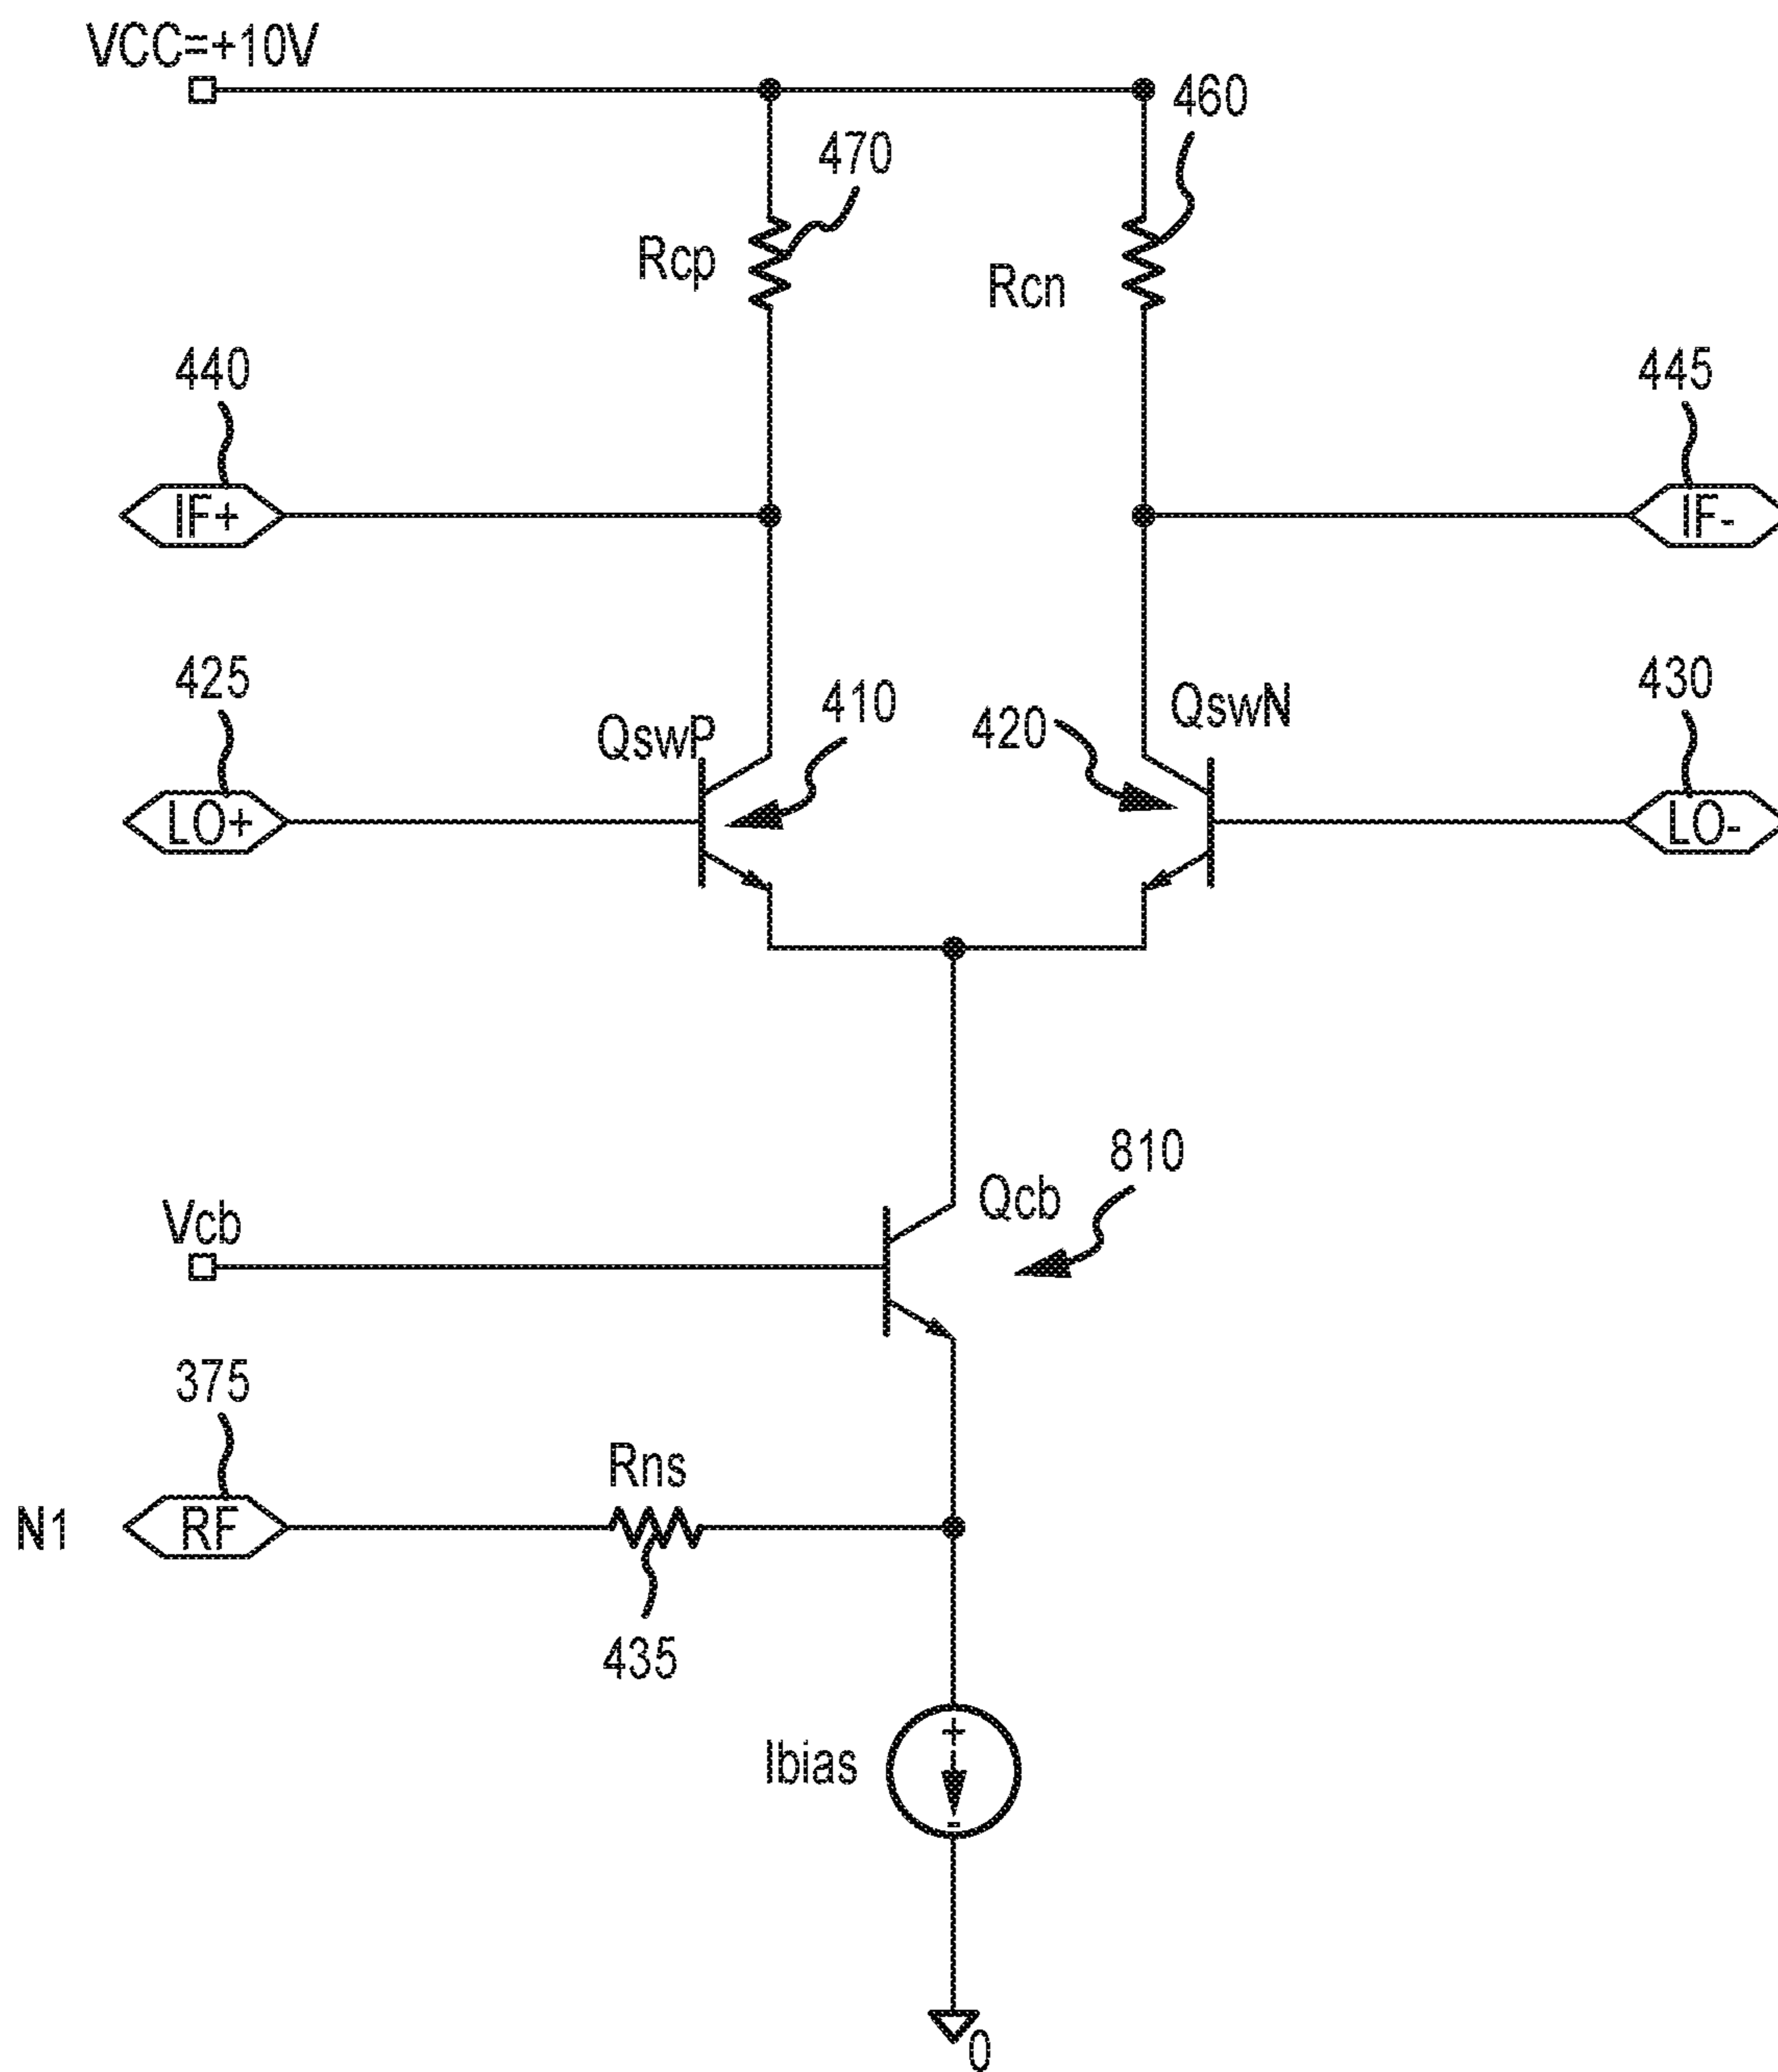 VCC=+10V
460
470
Rcp
Rcn
440
445
IF+
IF-
425
QswP
410
420
QswN
430
LO+
LO-
810
Qcb
Vcb
375
Rns
N1
RF
435
+
Ibias
-
0